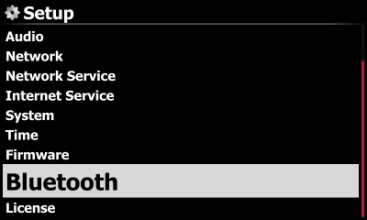 Setup
Audio
Network
Network Service
Internet Service
System
Time
Firmware
Bluetooth
License